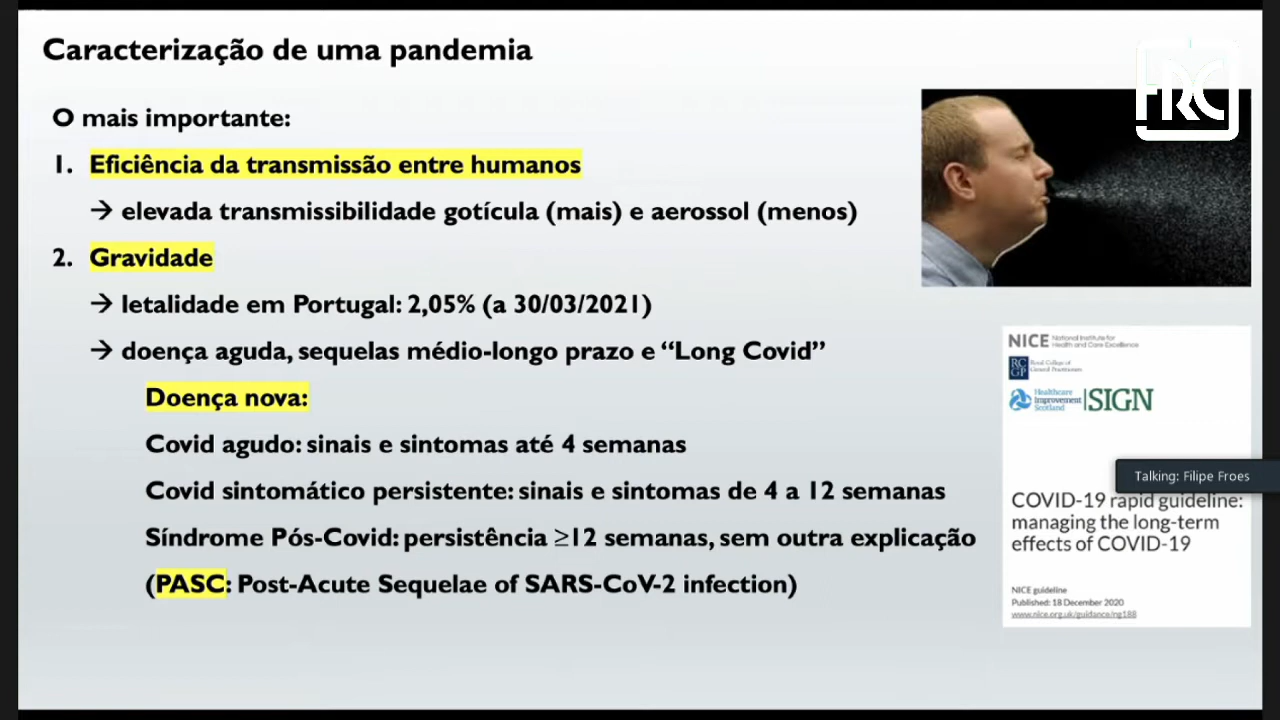 Caracterização de uma pandemia
FRC
O mais importante:
1. Eficiência da transmissão entre humanos
→ elevada transmissibilidade gotícula (mais) e aerossol (menos)
2. Gravidade
→ letalidade em Portugal: 2,05% (a 30/03/2021)
→ doença aguda, sequelas médio-longo prazo e “Long Covid”
Doença nova:
Covid agudo: sinais e sintomas até 4 semanas
Covid sintomático persistente: sinais e sintomas de 4 a 12 semanas
Síndrome Pós-Covid: persistência ≥12 semanas, sem outra explicação
(PASC: Post-Acute Sequelae of SARS-CoV-2 infection)
NICE National Institute for
Health and Care Excellence
RC
GP
Royal College of
General Practitioners
Healthcare
Improvement
Scotland
SIGN
Talking: Filipe Froes
COVID-19 rapid guideline:
managing the long-term
effects of COVID-19
NICE guideline
Published: 18 December 2020
www.nice.org.uk/guidance/ng188